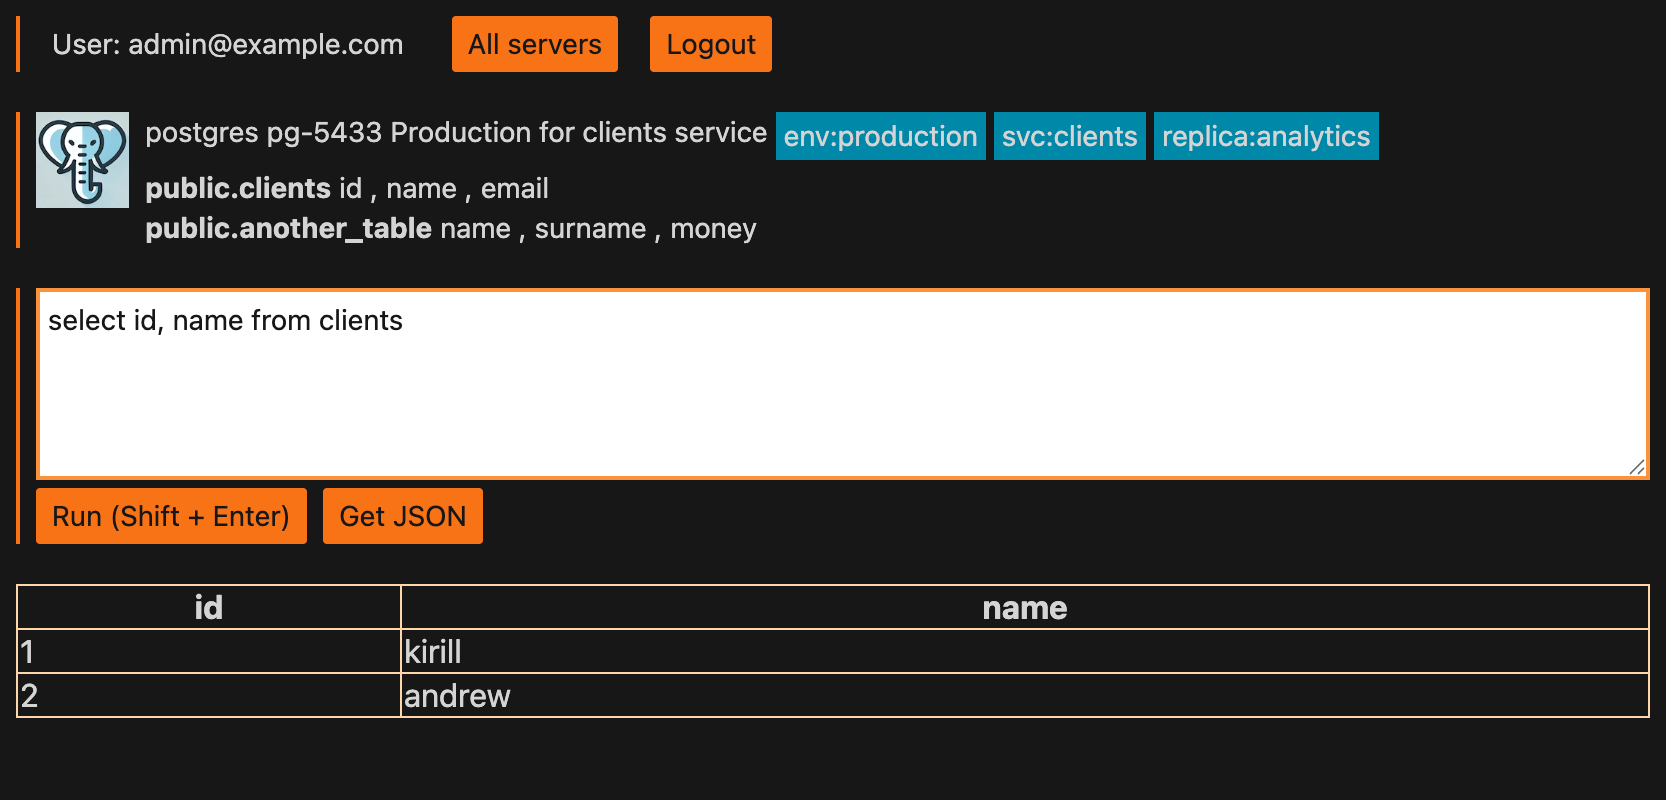 User: admin@example.com All servers Logout
postgres pg-5433 Production for clients service env:production svc:clients replica:analytics
public.clients id , name , email
public.another_table name , surname , money
select id, name from clients
Run (Shift + Enter) Get JSON
id name
1 kirill
2 andrew